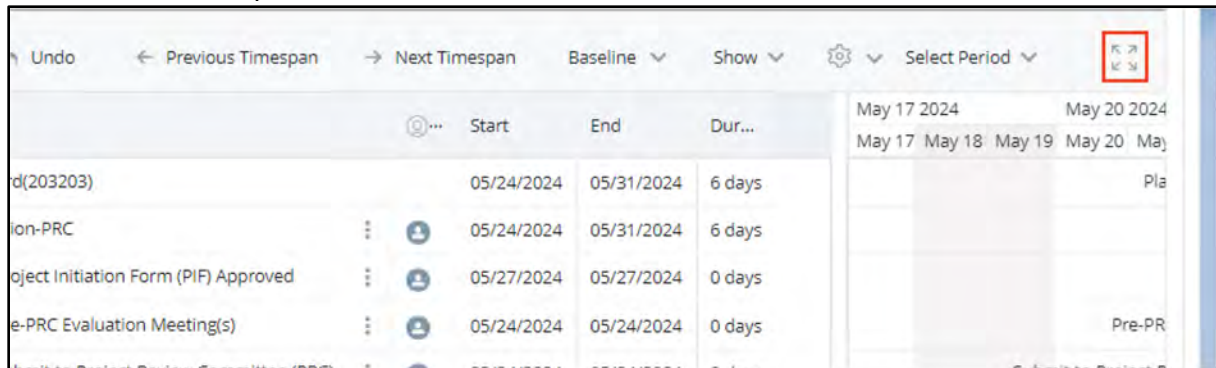 Undo ← Previous Timespan → Next Timespan Baseline Show Select Period
May 17 2024 May 20 2024
... Start End Dur... May 17 May 18 May 19 May 20
rd(203203) 05/24/2024 05/31/2024 6 days
ion-PRC 05/24/2024 05/31/2024 6 days
oject Initiation Form (PIF) Approved 05/27/2024 05/27/2024 0 days
e-PRC Evaluation Meeting(s) 05/24/2024 05/24/2024 0 days Pre-PR